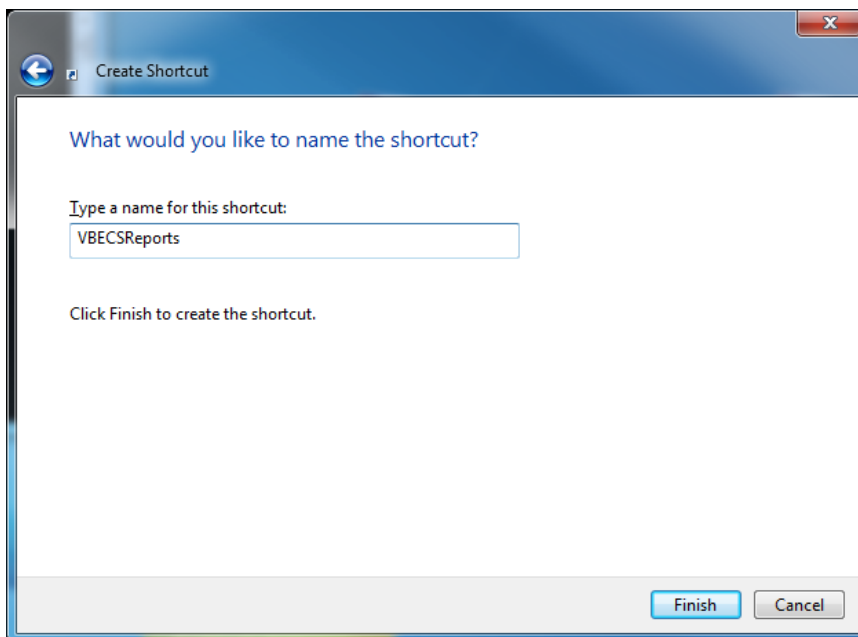 Create Shortcut
What would you like to name the shortcut?
Type a name for this shortcut:
VBECSReports
Click Finish to create the shortcut.
Finish Cancel